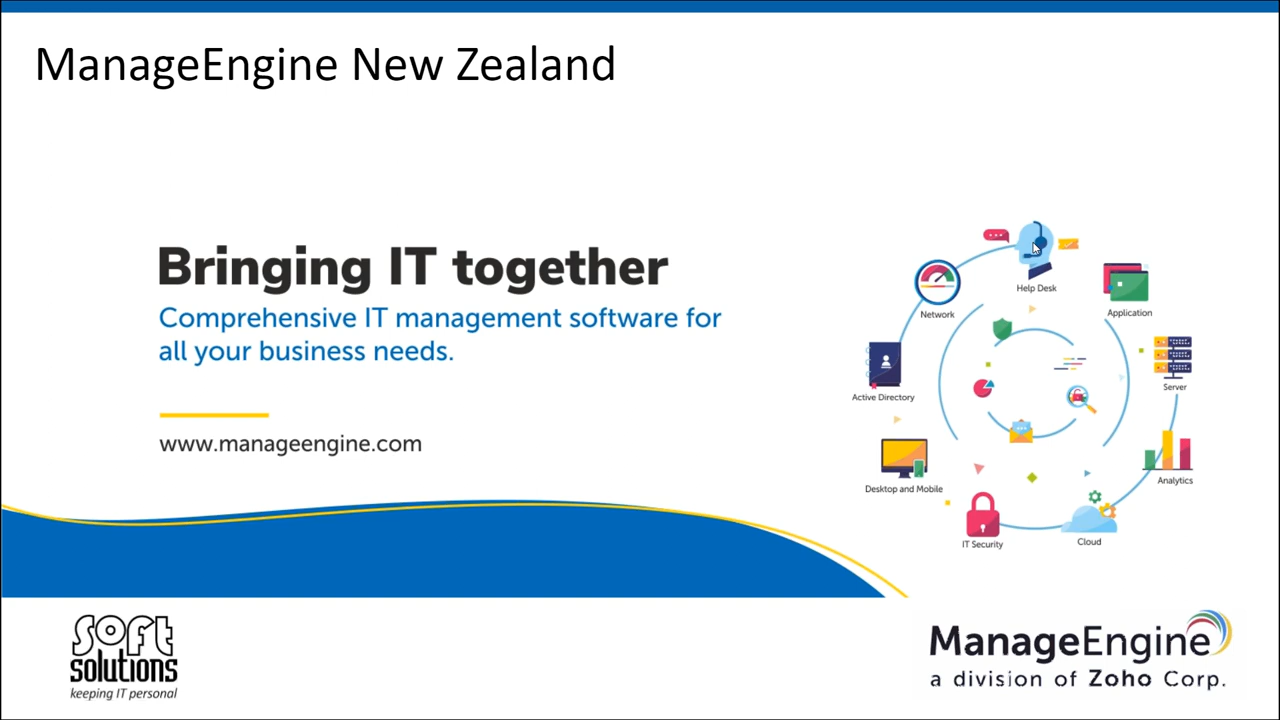 ManageEngine New Zealand
Bringing IT together
Comprehensive IT management software for
all your business needs.
www.manageengine.com
Help Desk
Network
Application
Server
Active Directory
Desktop and Mobile
Analytics
IT Security
Cloud
soft
solutions
keeping IT personal
ManageEngine
a division of Zoho Corp.